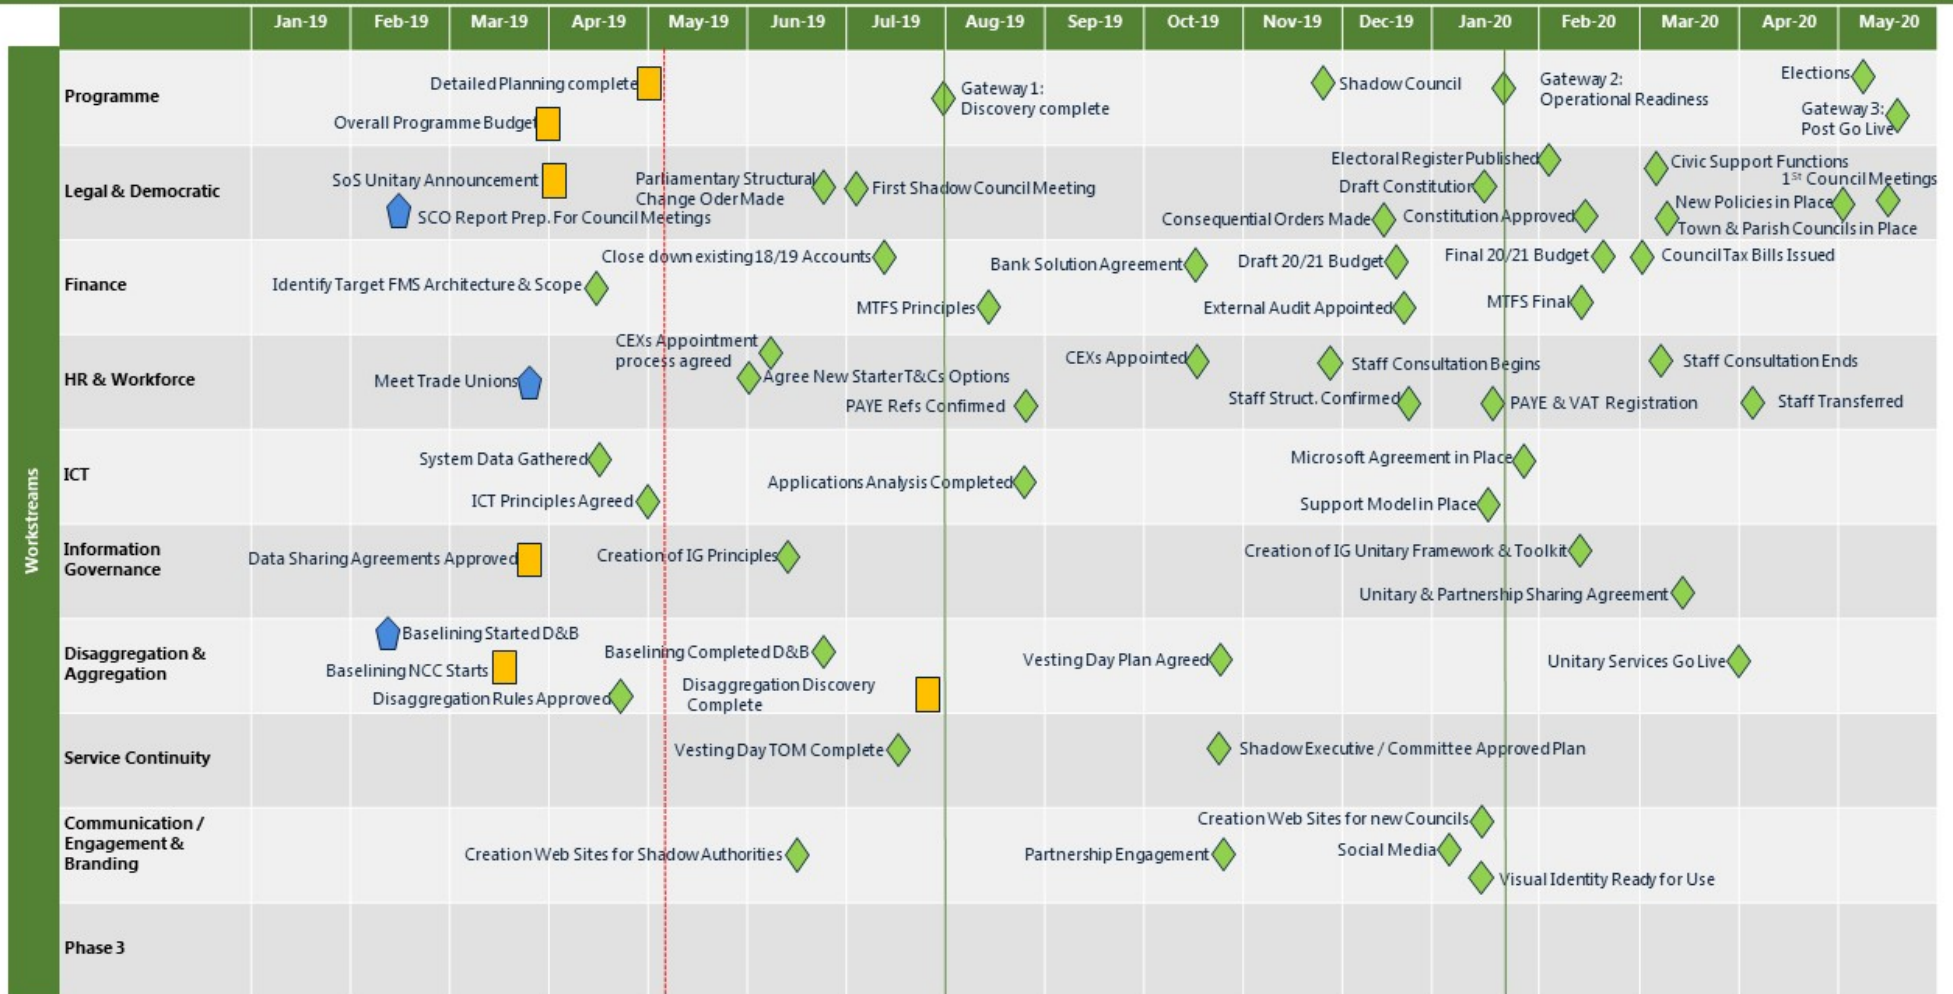 Jan-19 Feb-19 Mar-19 Apr-19 May-19 Jun-19 Jul-19 Aug-19 Sep-19 Oct-19 Nov-19 Dec-19 Jan-20 Feb-20 Mar-20 Apr-20 May-20
Workstreams
Programme
Detailed Planning complete
Overall Programme Budget
Gateway 1:
Discovery complete
Shadow Council
Gateway 2:
Operational Readiness
Elections
Gateway 3:
Post Go Live
Legal & Democratic
SoS Unitary Announcement
SCO Report Prep. For Council Meetings
Parliamentary Structural
Change Oder Made
First Shadow Council Meeting
Electoral Register Published
Draft Constitution
Consequential Orders Made
Constitution Approved
Civic Support Functions
1St Council Meetings
New Policies in Place
Town & Parish Councils in Place
Finance
Close down existing 18/19 Accounts
Identify Target FMS Architecture & Scope
MTFS Principles
Bank Solution Agreement
Draft 20/21 Budget
External Audit Appointed
Final 20/21 Budget
MTFS Final
Council Tax Bills Issued
HR & Workforce
Meet Trade Unions
CEXs Appointment
process agreed
Agree New Starter T&Cs Options
PAYE Refs Confirmed
CEXs Appointed
Staff Consultation Begins
Staff Struct. Confirmed
PAYE & VAT Registration
Staff Consultation Ends
Staff Transferred
ICT
System Data Gathered
ICT Principles Agreed
Applications Analysis Completed
Microsoft Agreement in Place
Support Model in Place
Information
Governance
Data Sharing Agreements Approved
Creation of IG Principles
Creation of IG Unitary Framework & Toolkit
Unitary & Partnership Sharing Agreement
Disaggregation &
Aggregation
Baselining Started D&B
Baselining NCC Starts
Disaggregation Rules Approved
Baselining Completed D&B
Disaggregation Discovery
Complete
Vesting Day Plan Agreed
Unitary Services Go Live
Service Continuity
Vesting Day TOM Complete
Shadow Executive / Committee Approved Plan
Communication /
Engagement &
Branding
Creation Web Sites for Shadow Authorities
Partnership Engagement
Creation Web Sites for new Councils
Social Media
Visual Identity Ready for Use
Phase 3